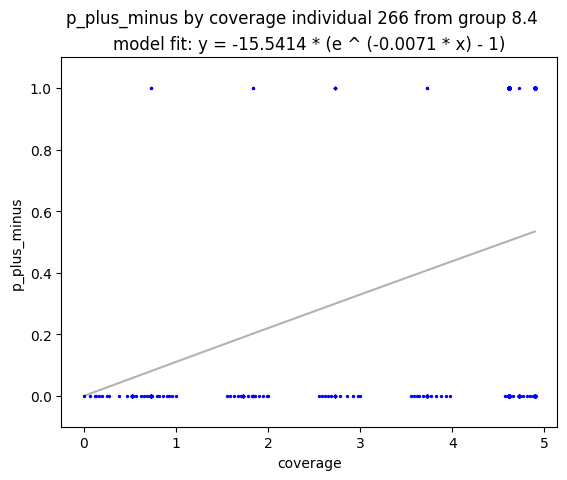 p_plus_minus by coverage individual 266 from group 8.4
model fit: y = -15.5414 * (e ^ (-0.0071 * x) - 1)
1.0
0.8
0.6
0.4
0.2
0.0
p_plus_minus
0 1 2 3 4 5
coverage